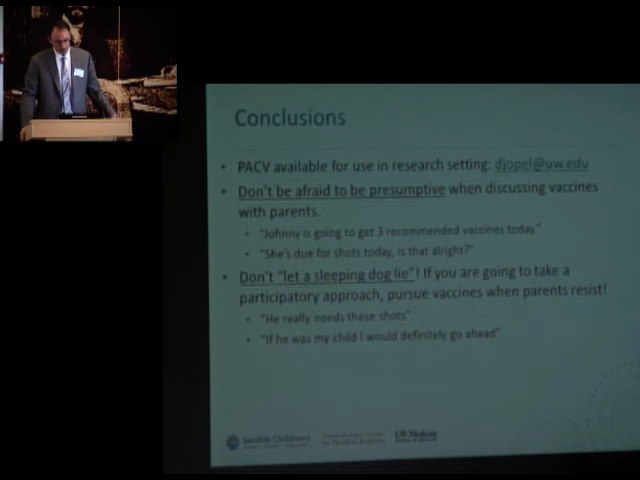 Conclusions
• PACV available for use in research setting: djopel@uw.edu
• Don't be afraid to be presumptive when discussing vaccines
with parents.
• "Johnny is going to get 3 recommended vaccines today"
• "She's due for shots today, is that alright?"
• Don't "let a sleeping dog lie"! If you are going to take a
participatory approach, pursue vaccines when parents resist!
• "He really needs these shots"
• "If he was my child I would definitely go ahead"
Seattle Children's
UW Medicine